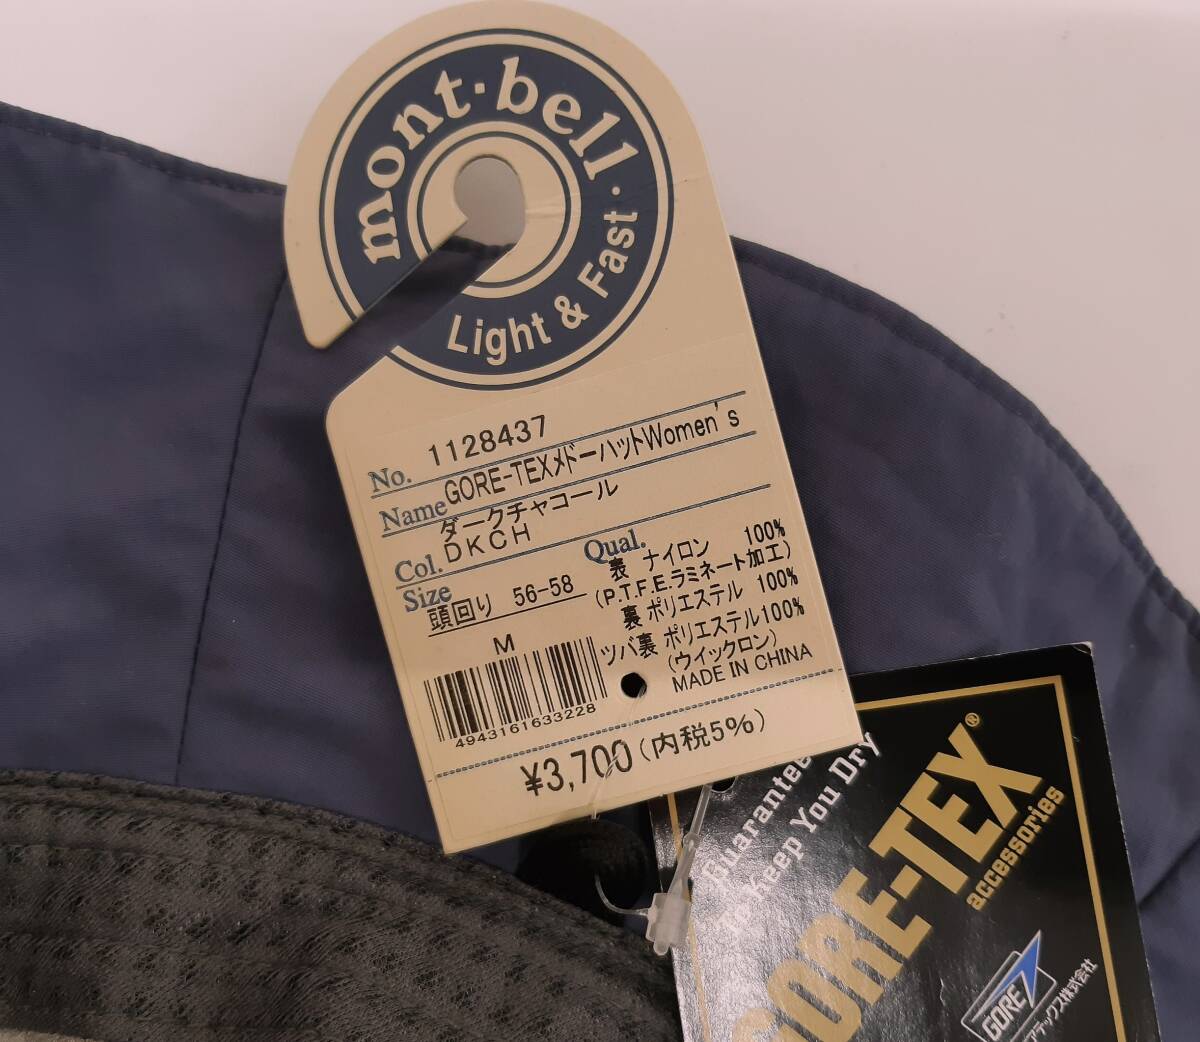 mont·bell·
Light & Fast
No. 1128437
Name GORE-TEXメドーハットWomen's
ダークチャコール
Col. DKCH
Size 頭回り 56-58
M
Qual. 表 ナイロン 100%
(P.T.F.E.ラミネート加工)
裏 ポリエステル 100%
ツバ裏 ポリエステル100%
(ウイックロン)
MADE IN CHINA
4943161633228
¥3,700(内税5%)
Guaranteed
To Keep You Dry
GORE-TEX®
accessories
GORE